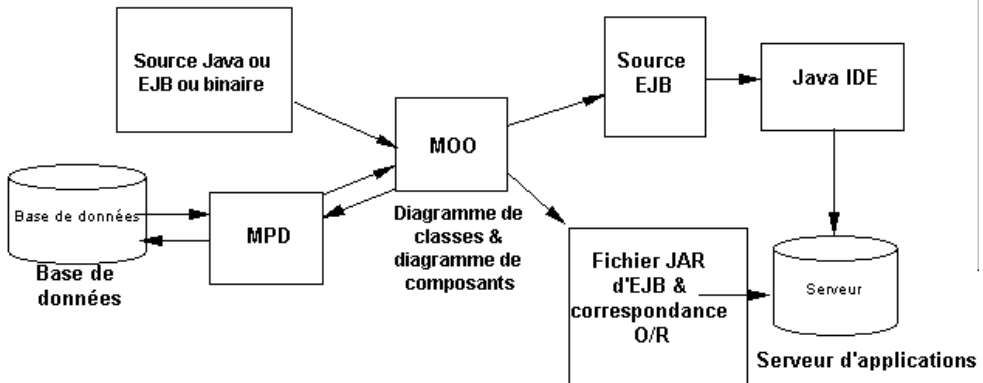 Source Java ou
EJB ou binaire
Source
EJB
Java IDE
MOO
Base de données
MPD
Base de
données
Diagramme de
classes &
diagramme de
composants
Fichier JAR
d'EJB &
correspondance
O/R
Serveur
Serveur d'applications